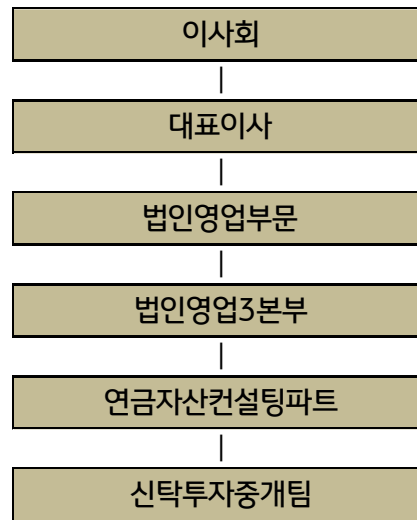 이사회
대표이사
법인영업부문
법인영업3본부
연금자산컨설팅파트
신탁투자중개팀